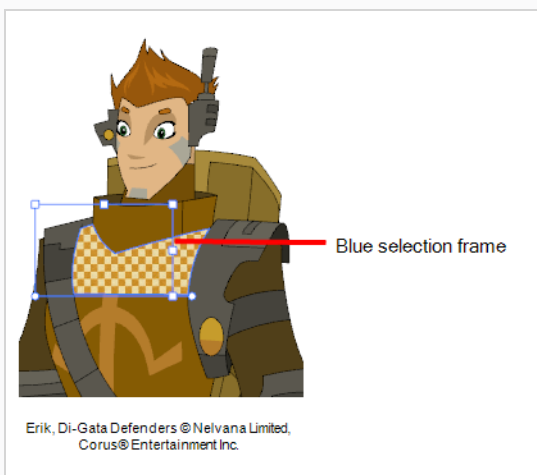 Blue selection frame
Erik, Di-Gata Defenders © Nelvana Limited,
Corus® Entertainment Inc.